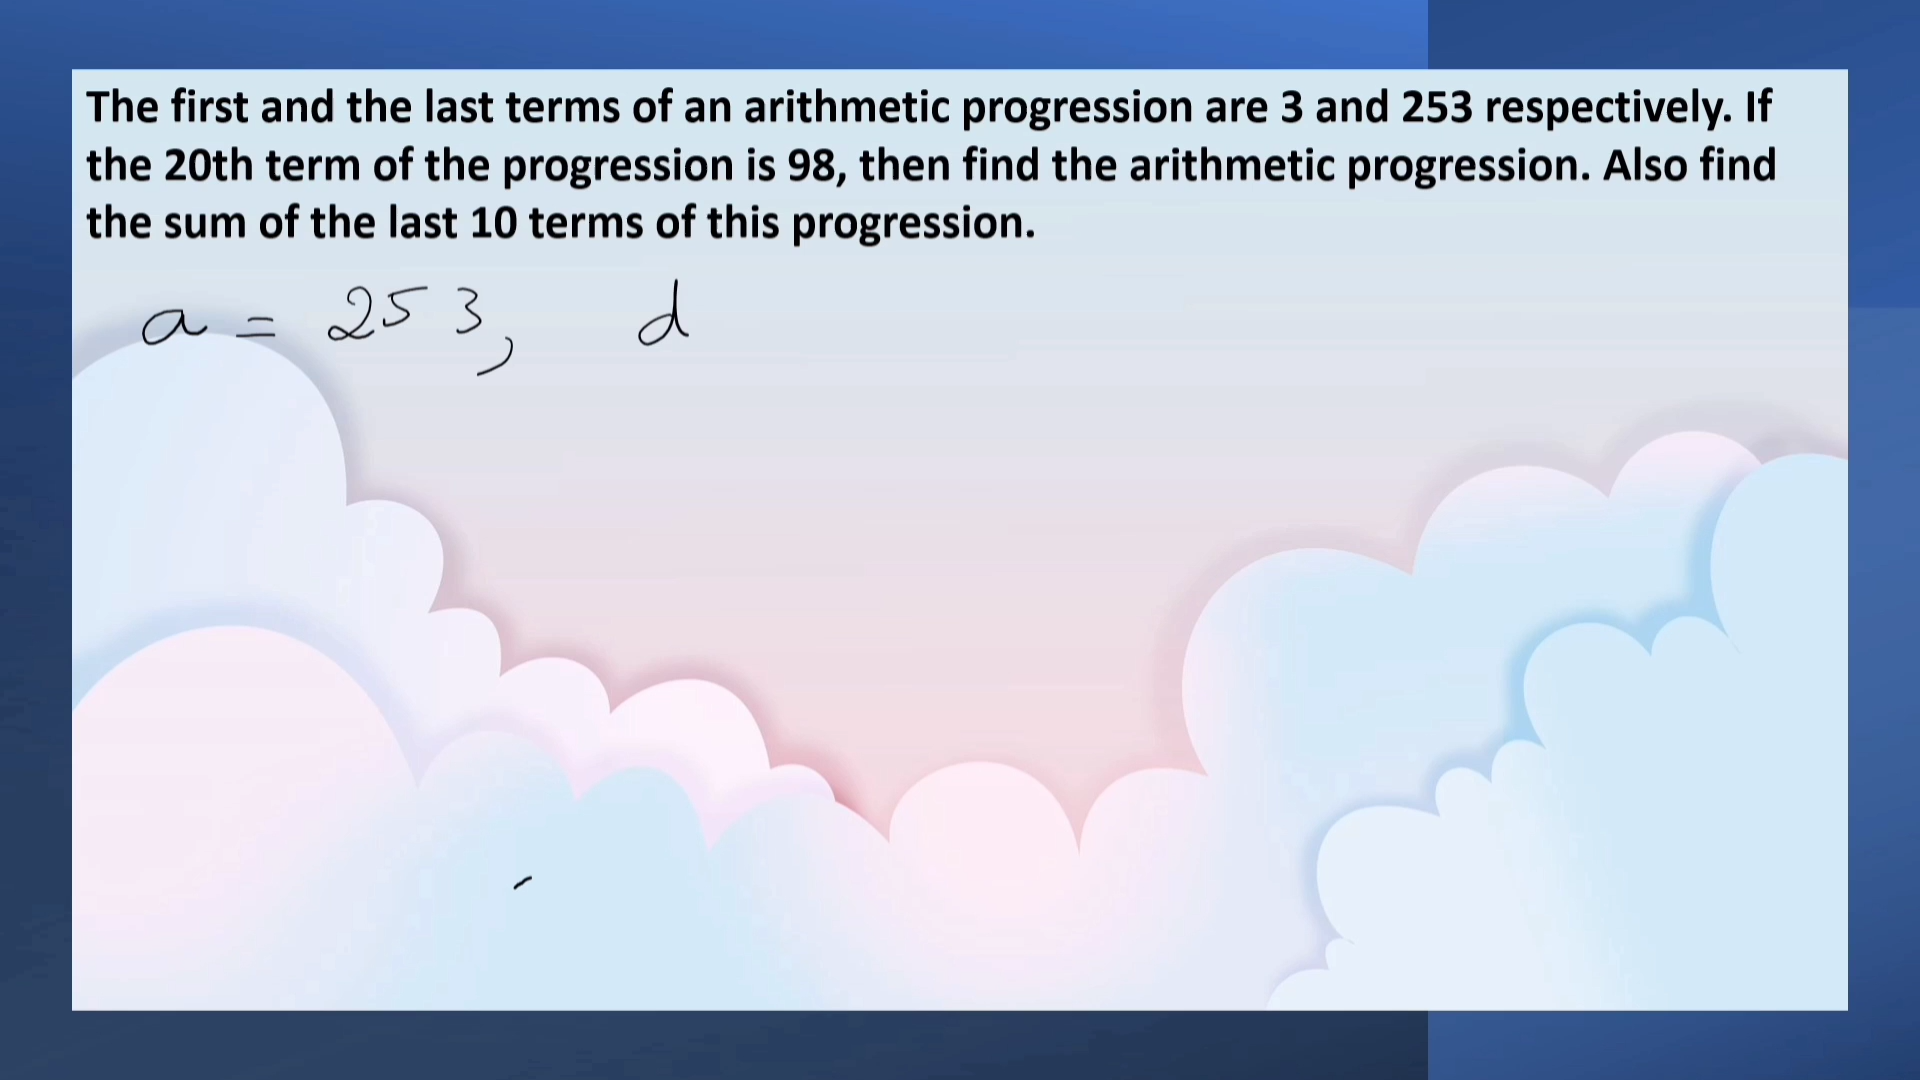 The first and the last terms of an arithmetic progression are 3 and 253 respectively. If
the 20th term of the progression is 98, then find the arithmetic progression. Also find
the sum of the last 10 terms of this progression.
a = 253, d